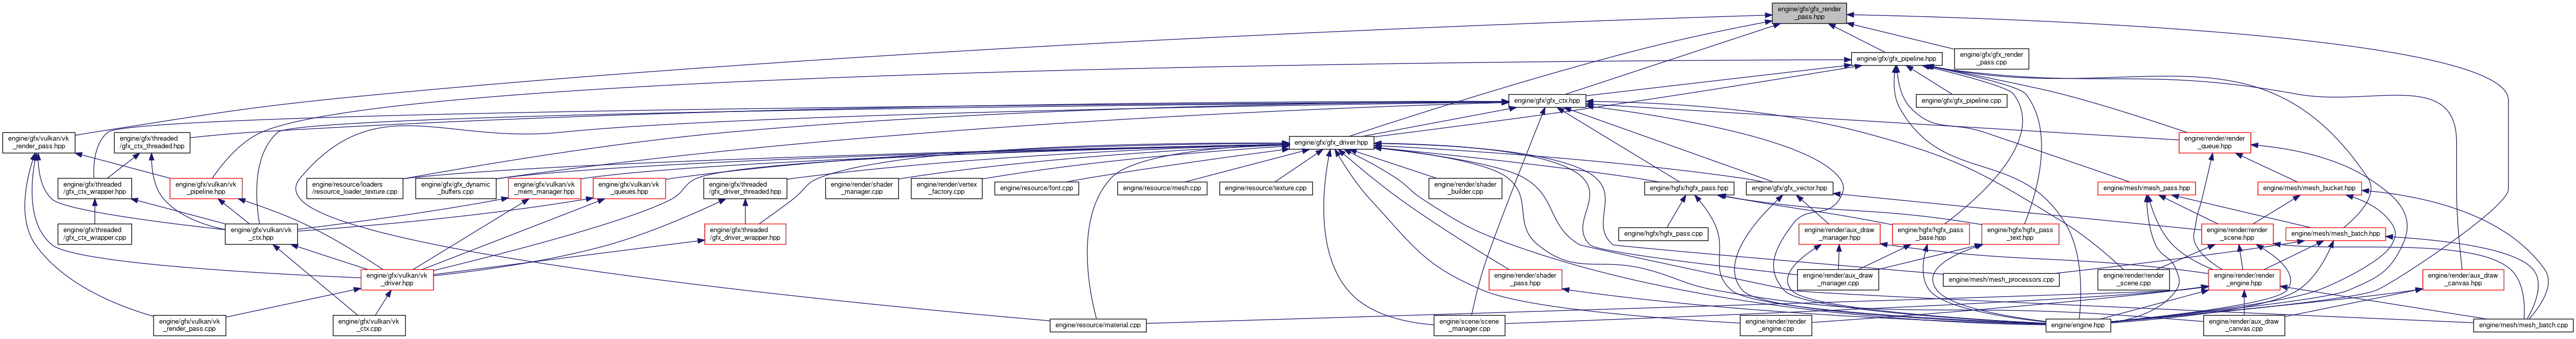 engine/gfx/gfx_render
_pass.hpp
engine/gfx/gfx_pipeline.hpp
engine/gfx/gfx_render
_pass.cpp
engine/gfx/gfx_ctx.hpp
engine/gfx/gfx_pipeline.cpp
engine/gfx/vulkan/vk
_render_pass.hpp
engine/gfx/threaded
/gfx_ctx_threaded.hpp
engine/gfx/gfx_driver.hpp
engine/render/render
_queue.hpp
engine/gfx/threaded
/gfx_ctx_wrapper.hpp
engine/gfx/vulkan/vk
_pipeline.hpp
engine/resource/loaders
/resource_loader_texture.cpp
engine/gfx/gfx_dynamic
_buffers.cpp
engine/gfx/vulkan/vk
_mem_manager.hpp
engine/gfx/vulkan/vk
_queues.hpp
engine/gfx/threaded
/gfx_driver_threaded.hpp
engine/render/shader
_manager.cpp
engine/render/vertex
_factory.cpp
engine/resource/font.cpp
engine/resource/mesh.cpp
engine/resource/texture.cpp
engine/render/shader
_builder.cpp
engine/hgfx/hgfx_pass.hpp
engine/gfx/gfx_vector.hpp
engine/mesh/mesh_pass.hpp
engine/mesh/mesh_bucket.hpp
engine/gfx/threaded
/gfx_ctx_wrapper.cpp
engine/gfx/vulkan/vk
_ctx.hpp
engine/gfx/threaded
/gfx_driver_wrapper.hpp
engine/hgfx/hgfx_pass.cpp
engine/render/aux_draw
_manager.hpp
engine/hgfx/hgfx_pass
_base.hpp
engine/hgfx/hgfx_pass
_text.hpp
engine/render/render
_scene.hpp
engine/mesh/mesh_batch.hpp
engine/gfx/vulkan/vk
_driver.hpp
engine/render/shader
_pass.hpp
engine/render/aux_draw
_manager.cpp
engine/mesh/mesh_processors.cpp
engine/render/render
_scene.cpp
engine/render/render
_engine.hpp
engine/render/aux_draw
_canvas.hpp
engine/gfx/vulkan/vk
_render_pass.cpp
engine/gfx/vulkan/vk
_ctx.cpp
engine/resource/material.cpp
engine/scene/scene
_manager.cpp
engine/render/render
_engine.cpp
engine/engine.hpp
engine/render/aux_draw
_canvas.cpp
engine/mesh/mesh_batch.cpp